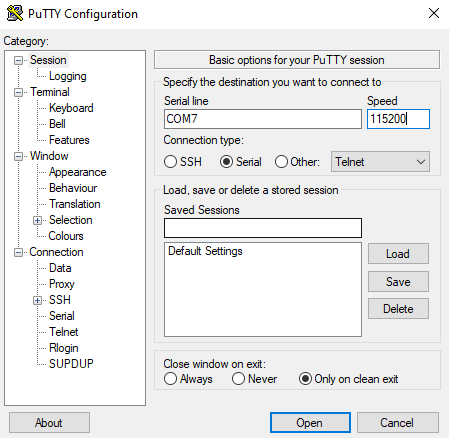 PuTTY Configuration
Category:
Session
Logging
Terminal
Keyboard
Bell
Features
Window
Appearance
Behaviour
Translation
Selection
Colours
Connection
Data
Proxy
SSH
Serial
Telnet
Rlogin
SUPDUP
Basic options for your PuTTY session
Specify the destination you want to connect to
Serial line Speed
COM7 115200
Connection type:
SSH Serial Other: Telnet
Load, save or delete a stored session
Saved Sessions
Default Settings
Load
Save
Delete
Close window on exit:
Always Never Only on clean exit
About Open Cancel